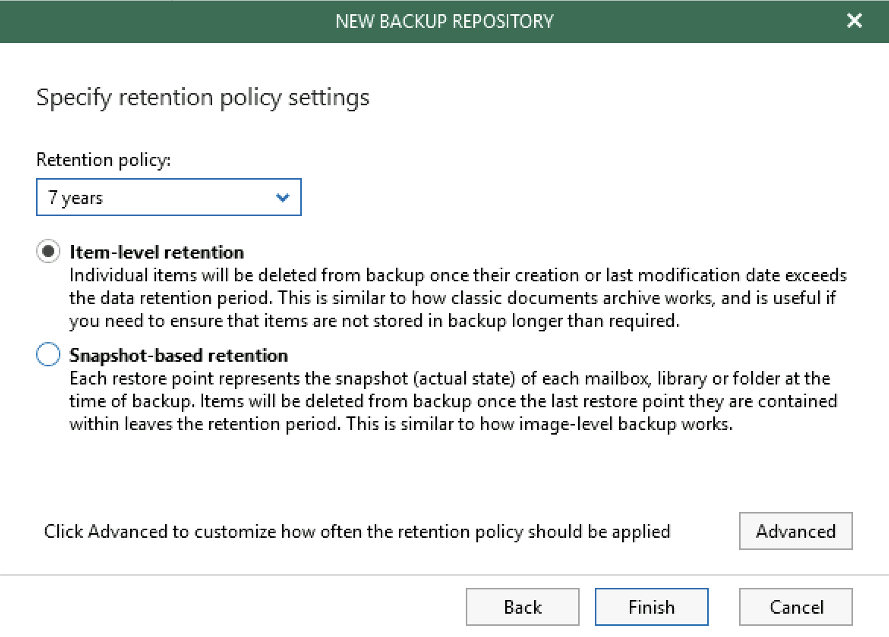 NEW BACKUP REPOSITORY
Specify retention policy settings
Retention policy:
7 years
Item-level retention
Individual items will be deleted from backup once their creation or last modification date exceeds
the data retention period. This is similar to how classic documents archive works, and is useful if
you need to ensure that items are not stored in backup longer than required.
Snapshot-based retention
Each restore point represents the snapshot (actual state) of each mailbox, library or folder at the
time of backup. Items will be deleted from backup once the last restore point they are contained
within leaves the retention period. This is similar to how image-level backup works.
Click Advanced to customize how often the retention policy should be applied
Advanced
Back
Finish
Cancel